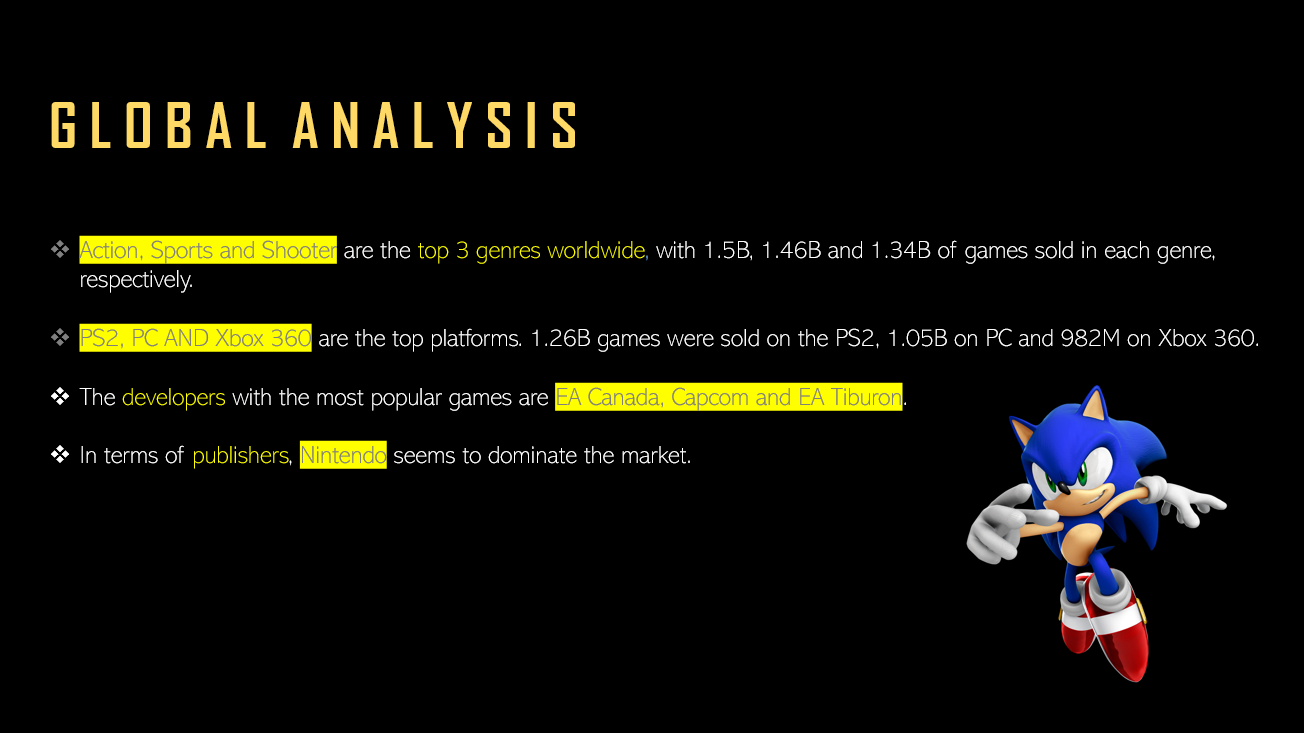 GLOBAL ANALYSIS
❖ Action, Sports and Shooter are the top 3 genres worldwide, with 1.5B, 1.46B and 1.34B of games sold in each genre,
respectively.
❖ PS2, PC AND Xbox 360 are the top platforms. 1.26B games were sold on the PS2, 1.05B on PC and 982M on Xbox 360.
❖ The developers with the most popular games are EA Canada, Capcom and EA Tiburon.
❖ In terms of publishers, Nintendo seems to dominate the market.